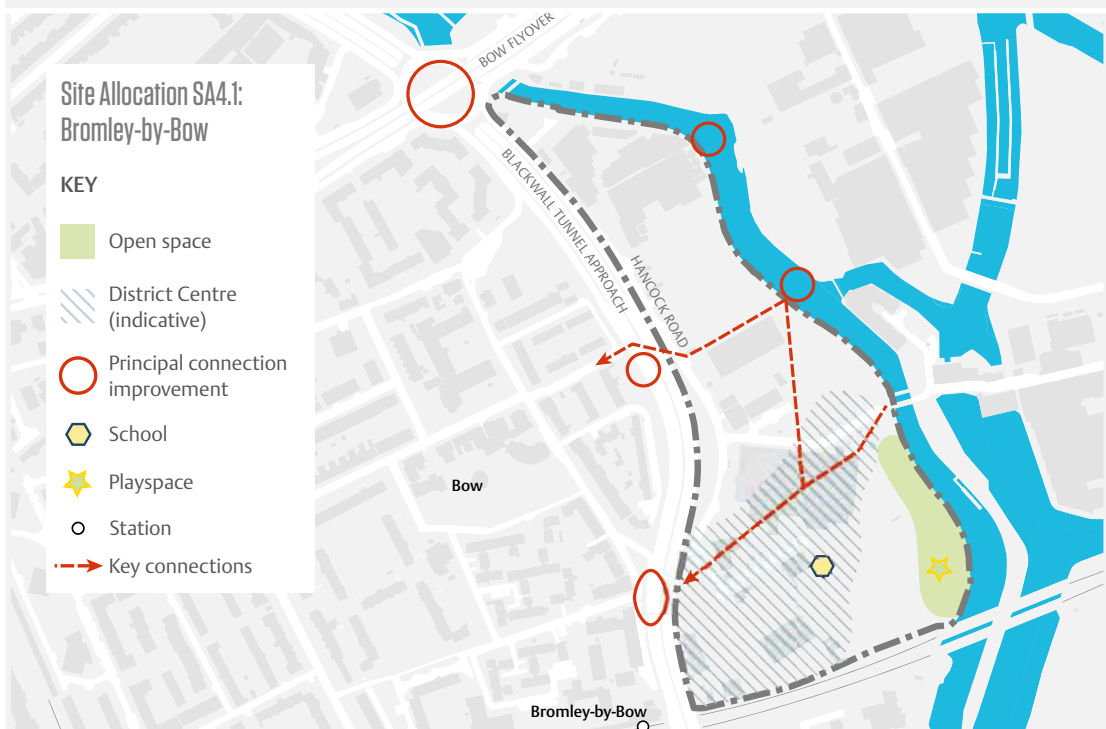 Site Allocation SA4.1:
Bromley-by-Bow
KEY
Open space
District Centre
(indicative)
Principal connection
improvement
School
Playspace
Station
Key connections
BOW FLYOVER
BLACKWALL TUNNEL APPROACH
HANCOCK ROAD
Bow
Bromley-by-Bow